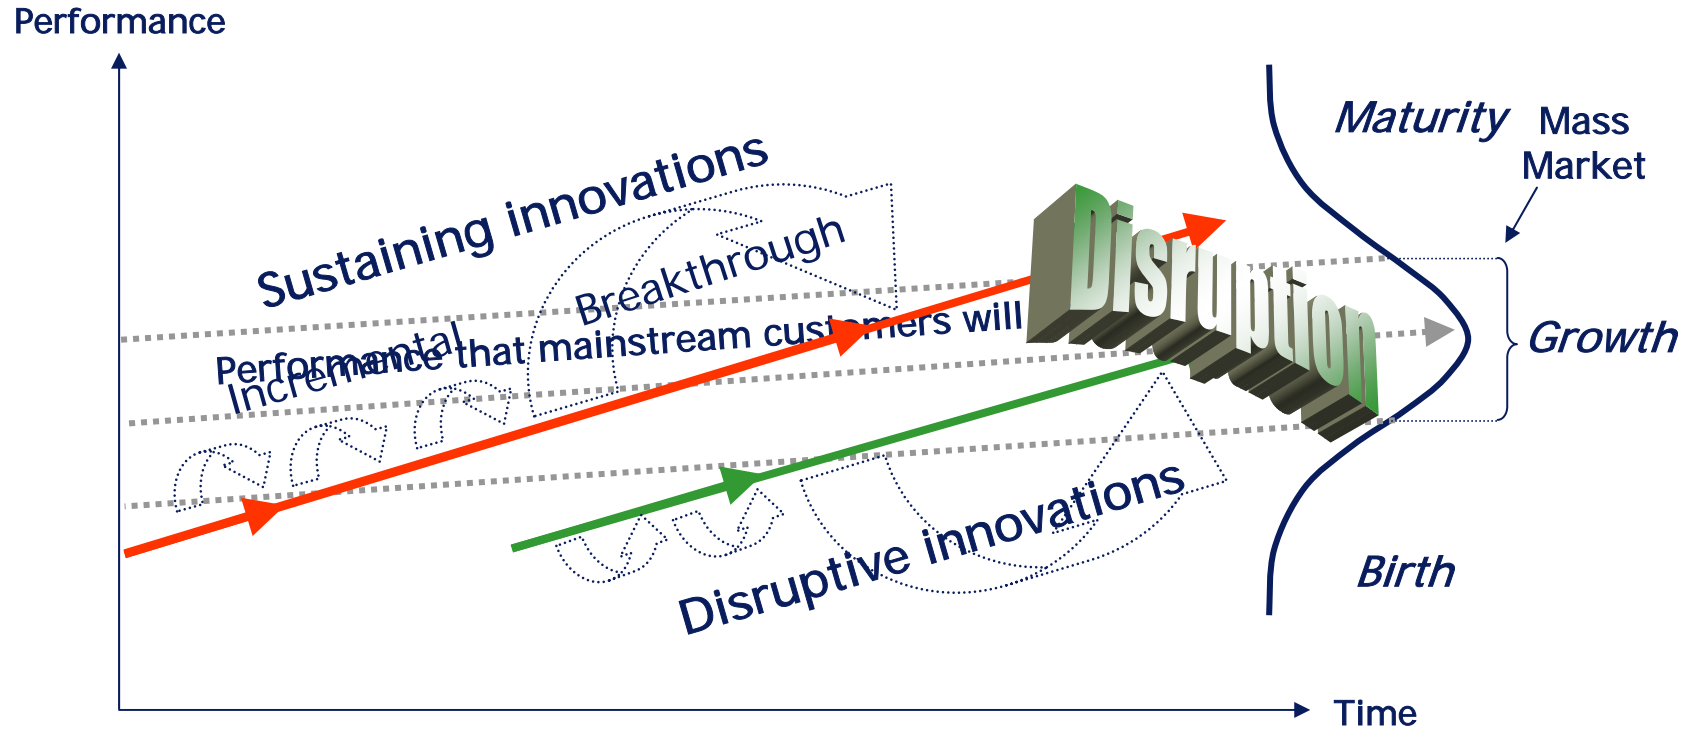 Performance
Maturity
Mass
Market
Sustaining innovations
Breakthrough
Disruption
Performance that mainstream customers will
Incremental
Growth
Disruptive innovations
Birth
Time